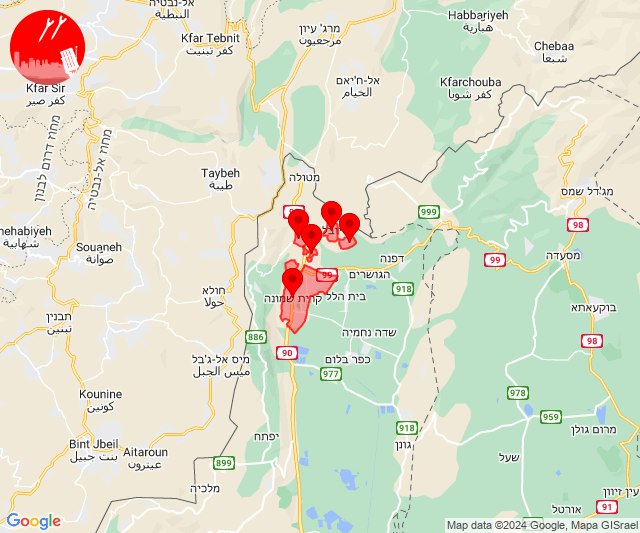 אל-נבטיה
النبطية
Kfar Tebnit
كفر تبنيت
מרג' עיון
مرجعيون
Habbariyeh
هبارية
Chebaa
شبعا
Kfar Sir
كفر صير
אל-ח'יאם
الخيام
Kfarchouba
كفر شوبا
מחוז אל-נבטיה
מחוז דרום לבנון
Taybeh
طيبة
מטולה
מג'דל שמס
999
98
nehabiyeh
شهابية
Souaneh
صوانة
דפנה
99
מסעדה
הגושרים
99
חולא
حولا
קרית שמונה
בית הלל
918
בוקעאתא
תבנין
تبنين
886
שדה נחמיה
מיס אל-ג'בל
ميس الجبل
90
כפר בלום
98
977
978
Kounine
كونين
918
959
מרום גולן
Bint Jbeil
بنت جبيل
Aitaroun
عيترون
יפתח
גונן
899
שעל
מלכיה
עין זיוון
אורטל
91
Google
Map data ©2024 Google, Mapa GISrael